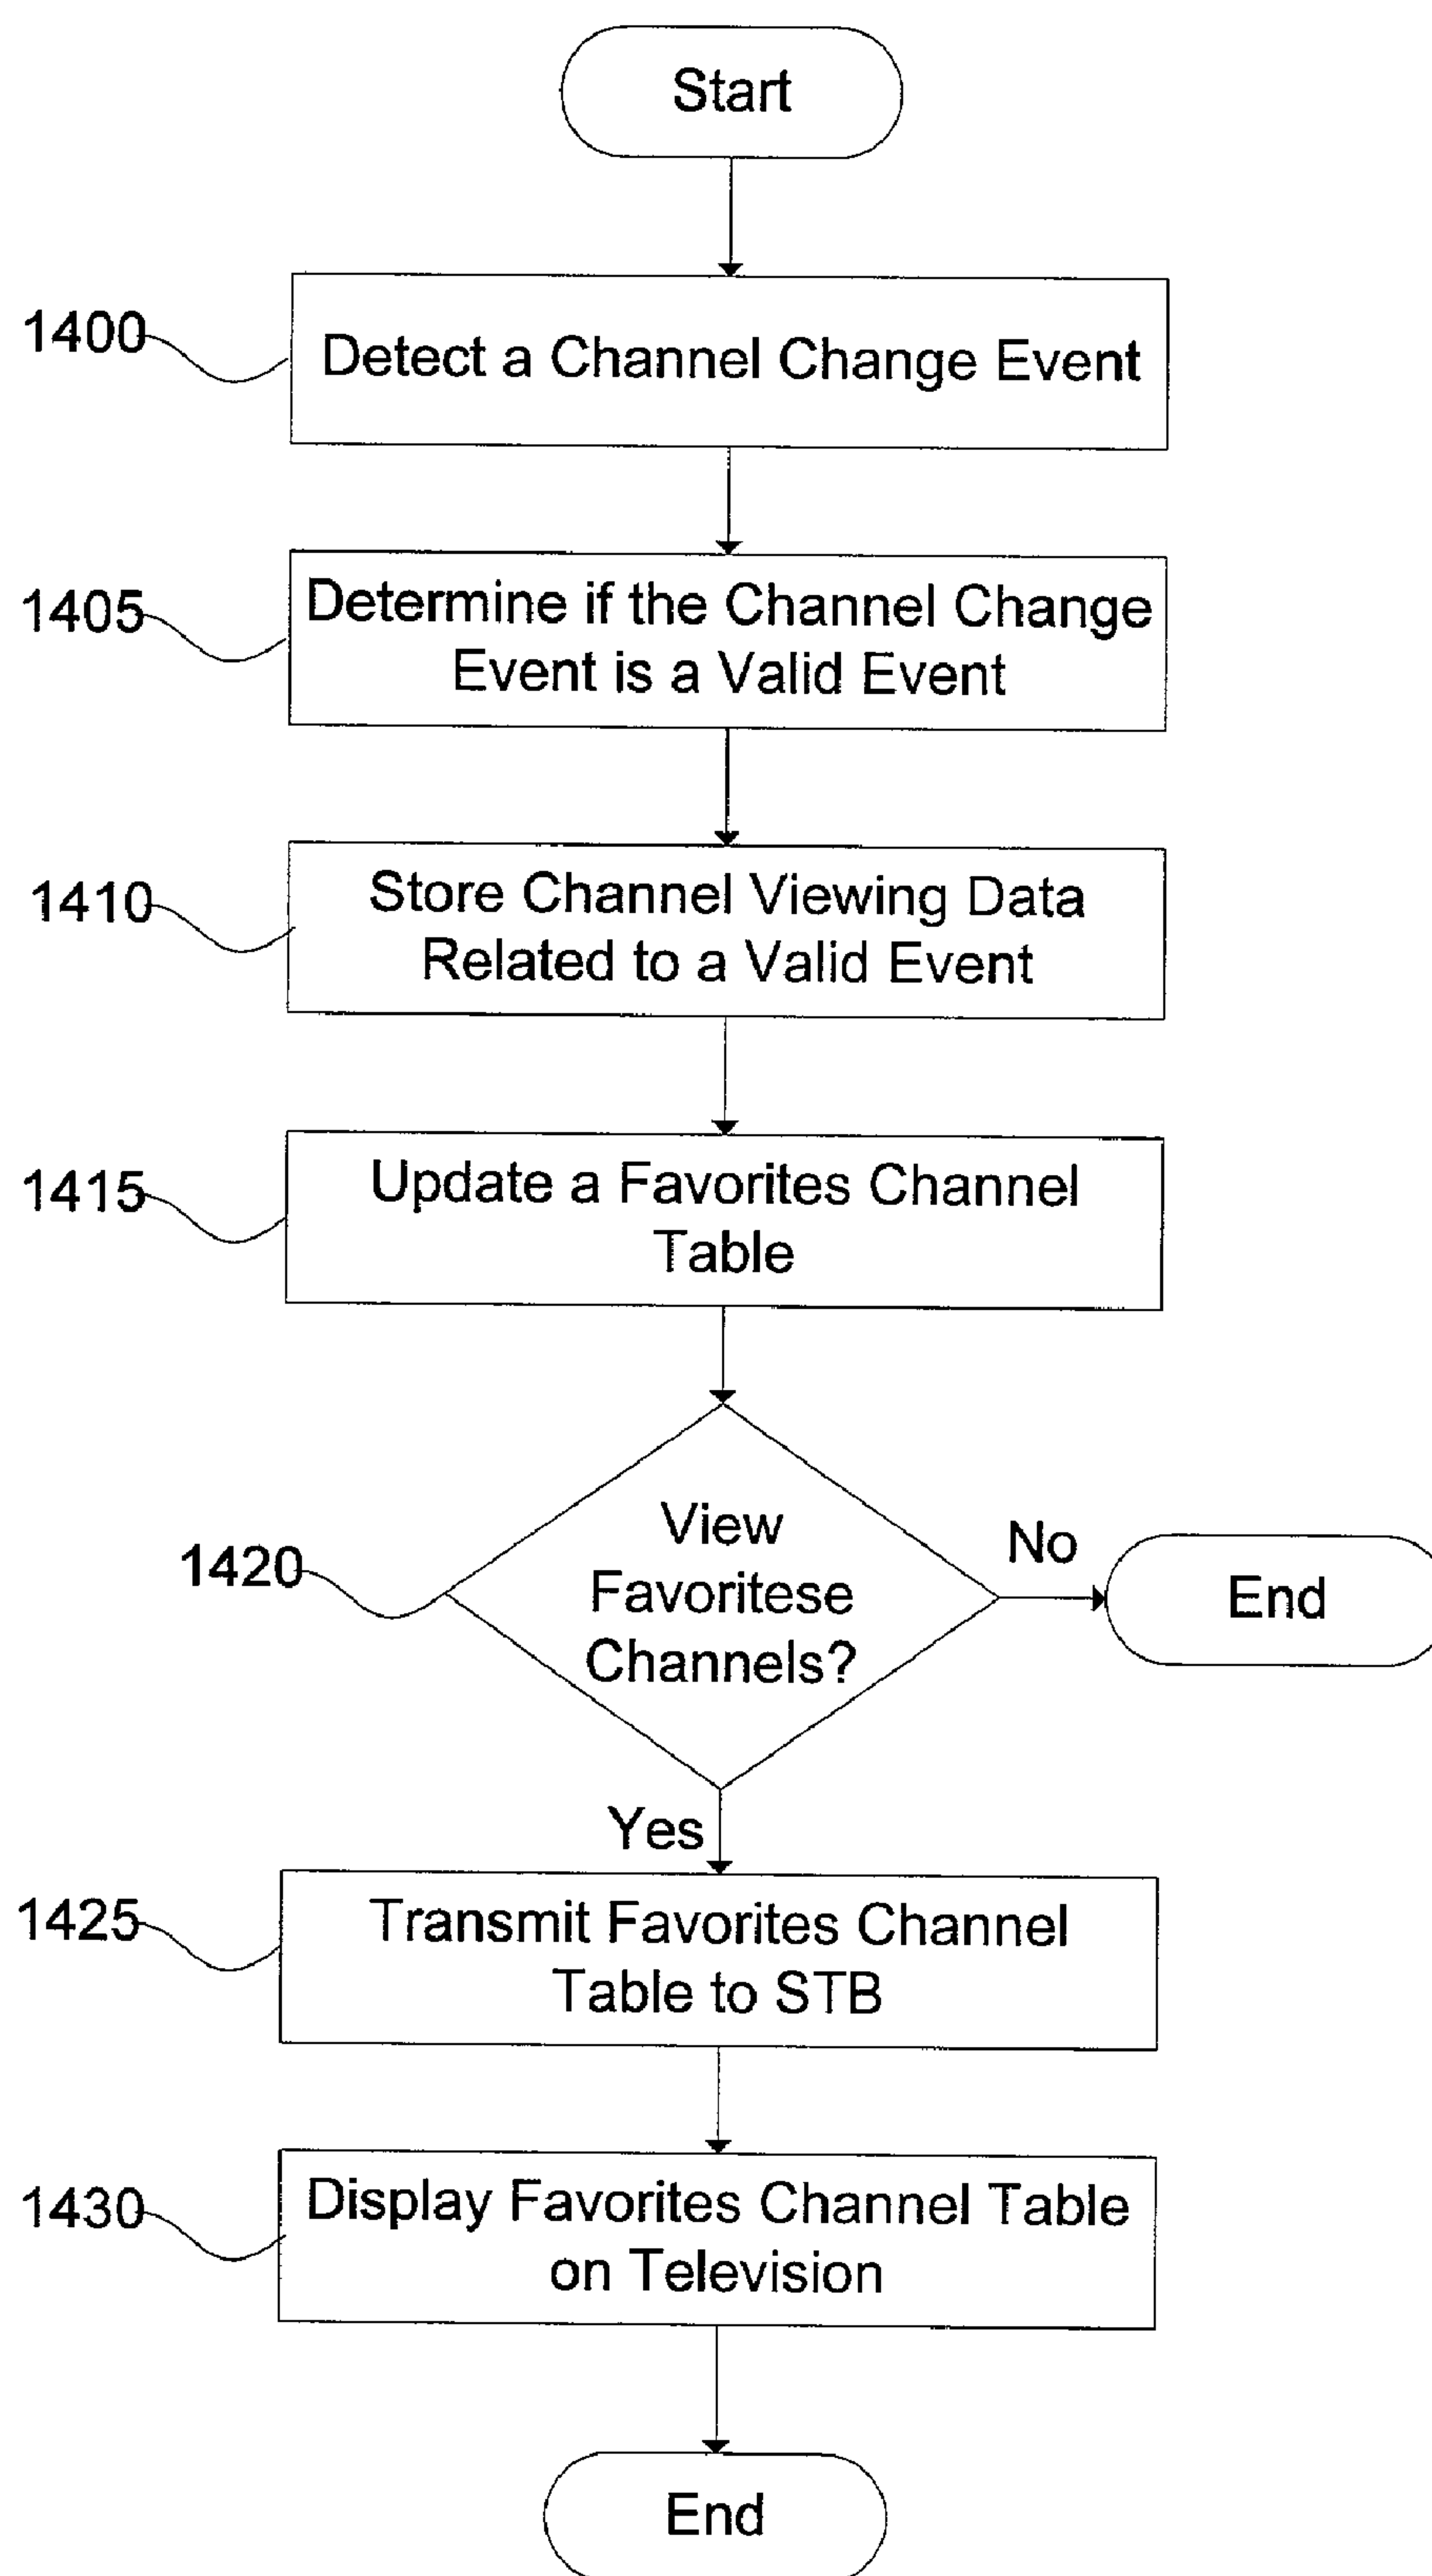 Start
1400
Detect a Channel Change Event
1405
Determine if the Channel Change
Event is a Valid Event
1410
Store Channel Viewing Data
Related to a Valid Event
1415
Update a Favorites Channel
Table
1420
View
Favoritese
Channels?
No
End
Yes
1425
Transmit Favorites Channel
Table to STB
1430
Display Favorites Channel Table
on Television
End